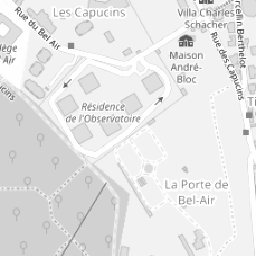 Les Capucins
Villa Charles
Schacher
Rue du Bel Air
Maison
André-
Bloc
Rue des Capucins
Résidence
de l'Observatoire
La Porte de
Bel-Air